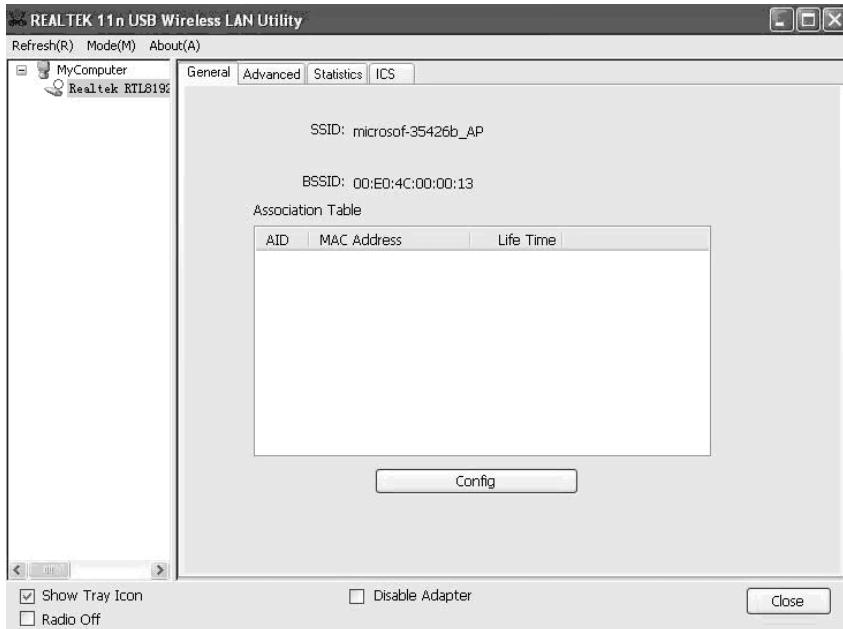 REALTEK 11n USB Wireless LAN Utility
Refresh(R) Mode(M) About(A)
MyComputer
Realtek RTL8192
General Advanced Statistics ICS
SSID: microsof-35426b_AP
BSSID: 00:E0:4C:00:00:13
Association Table
AID MAC Address Life Time
Config
Show Tray Icon
Disable Adapter
Radio Off
Close